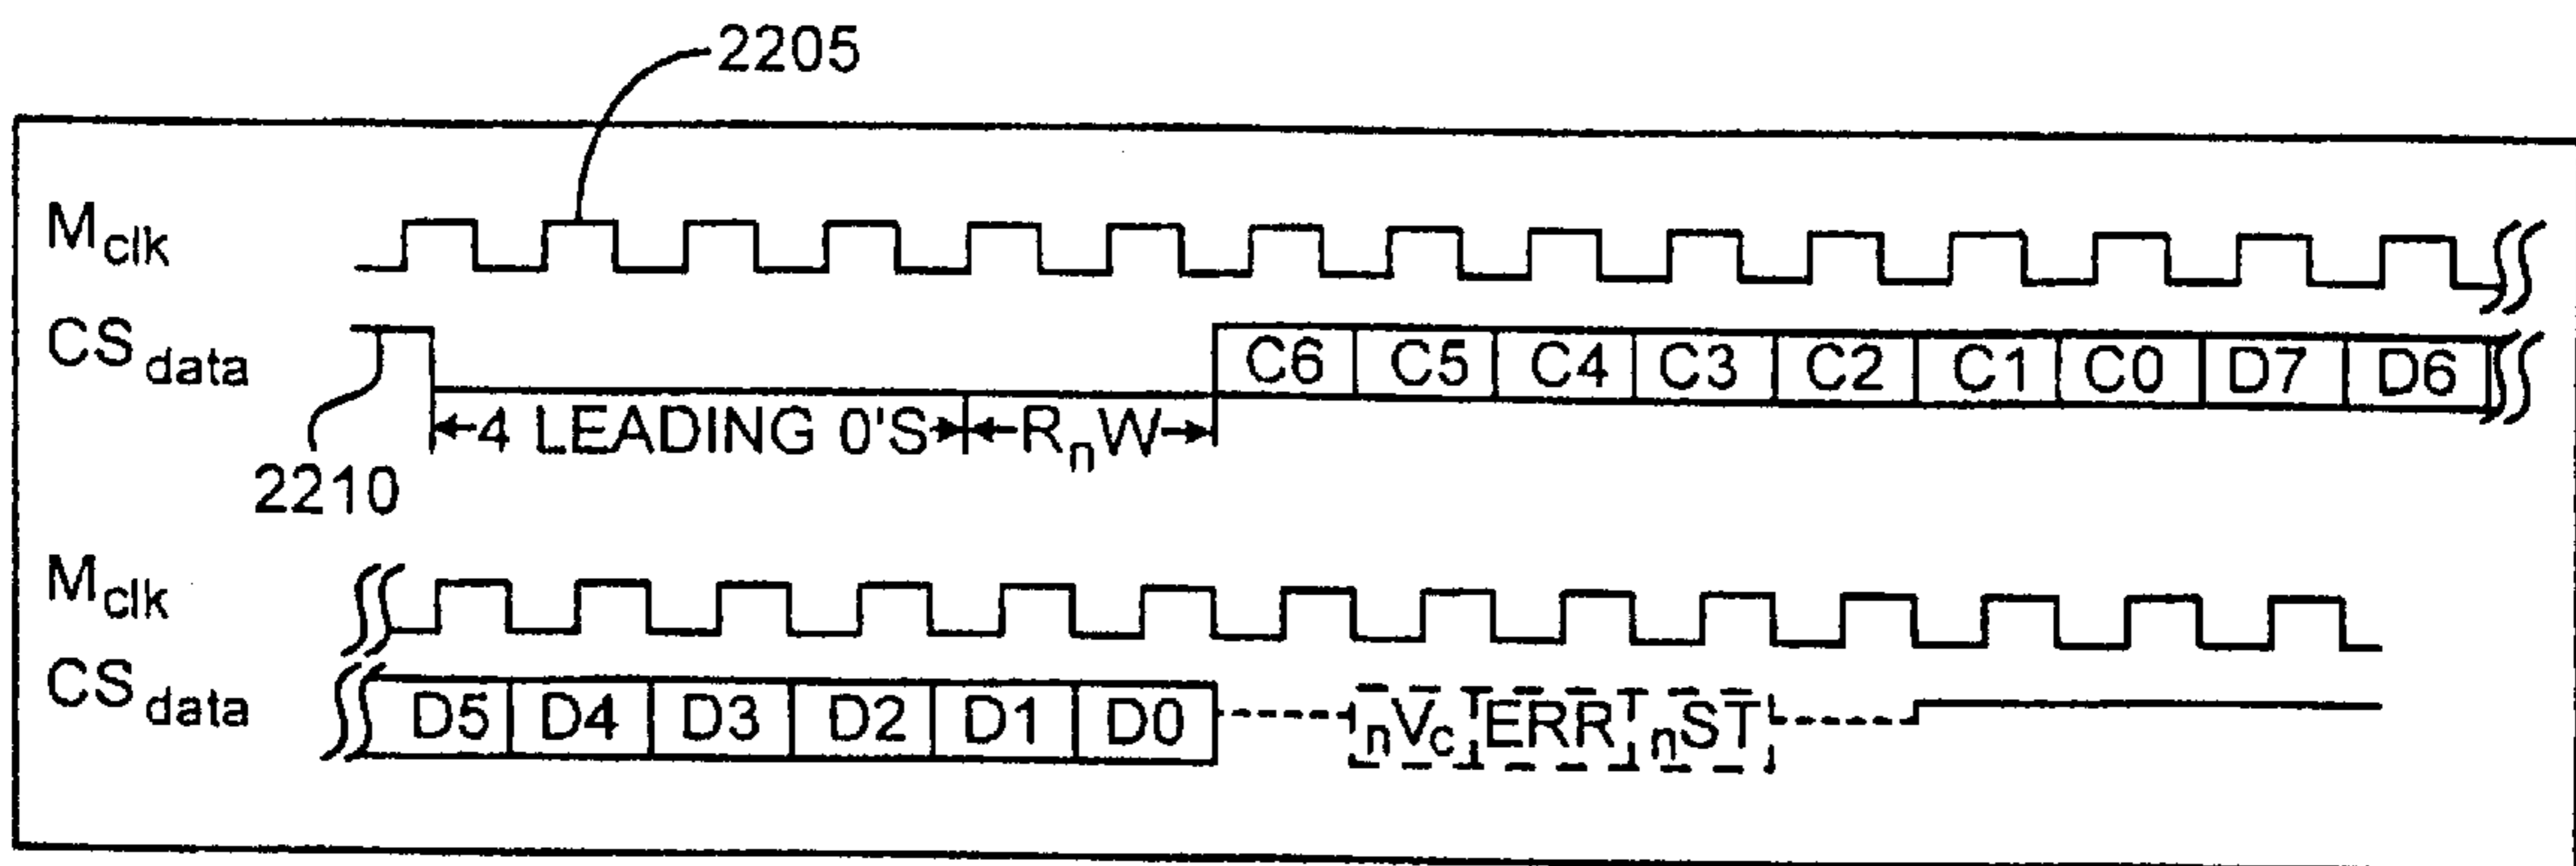 2205
Mclk
CSdata C6 C5 C4 C3 C2 C1 C0 D7 D6
4 LEADING 0'S RnW
2210
Mclk
CSdata D5 D4 D3 D2 D1 D0 nVc ERR nST